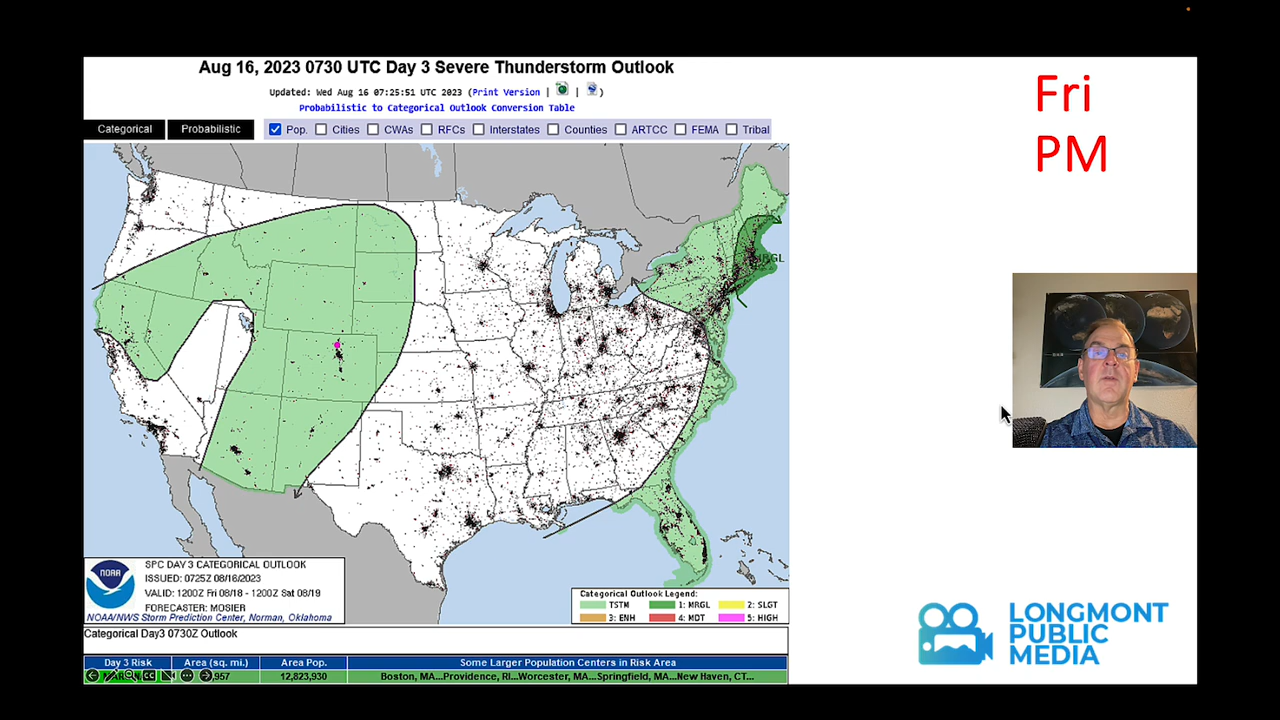 Aug 16, 2023 0730 UTC Day 3 Severe Thunderstorm Outlook
Updated: Wed Aug 16 07:25:51 UTC 2023 (Print Version | | )
Probabilistic to Categorical Outlook Conversion Table
Categorical Probabilistic Pop. Cities CWAs RFCs Interstates Counties ARTCC FEMA Tribal
Fri
PM
MRGL
NOAA
SPC DAY 3 CATEGORICAL OUTLOOK
ISSUED: 0725Z 08/16/2023
VALID: 1200Z Fri 08/18 - 1200Z Sat 08/19
FORECASTER: MOSIER
NOAA/NWS Storm Prediction Center, Norman, Oklahoma
Categorical Outlook Legend:
TSTM 1: MRGL 2: SLGT
3: ENH 4: MDT 5: HIGH
Categorical Day3 0730Z Outlook
Day 3 Risk Area (sq. mi.) Area Pop. Some Larger Population Centers in Risk Area
,957 12,823,930 Boston, MA...Providence, RI...Worcester, MA...Springfield, MA...New Haven, CT...
LONGMONT
PUBLIC
MEDIA